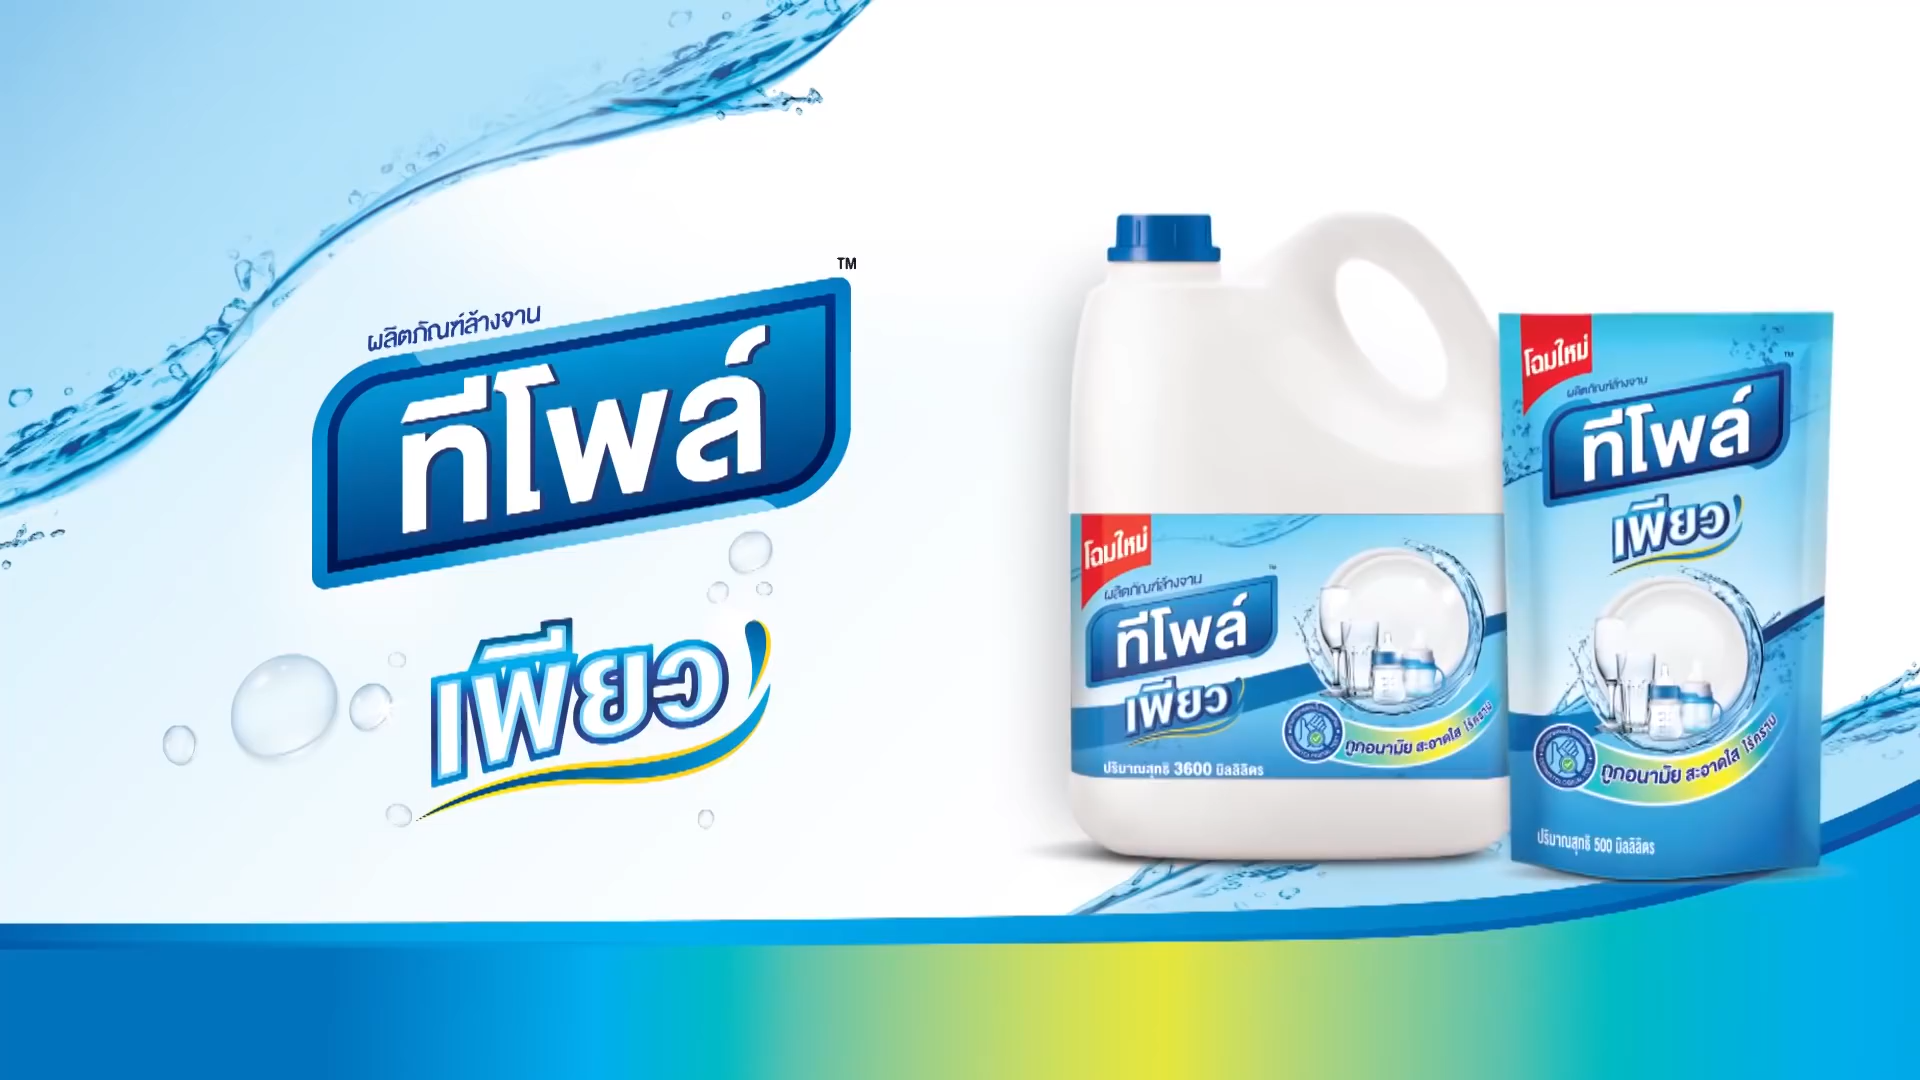 ผลิตภัณฑ์ล้างจาน
ทีโพล์
TM
เพียว
โฉมใหม่
ผลิตภัณฑ์ล้างจาน
ทีโพล์
เพียว
ถูกอนามัย สะอาดใส ไร้คราบ
ปริมาณสุทธิ 3600 มิลลิลิตร
โฉมใหม่
TM
ผลิตภัณฑ์ล้างจาน
ทีโพล์
เพียว
ถูกอนามัย สะอาดใส ไร้คราบ
ปริมาณสุทธิ 500 มิลลิลิตร